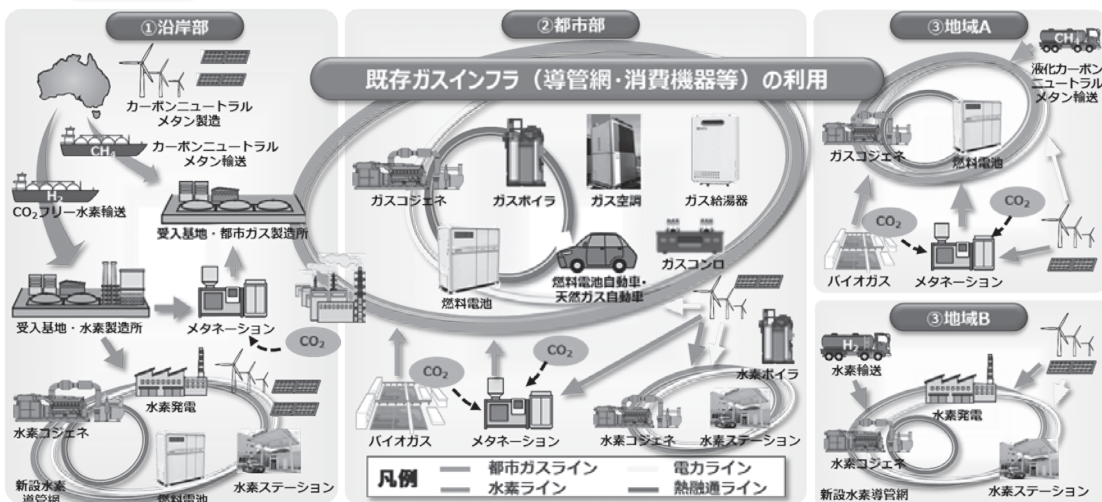 ①沿岸部
カーボンニュートラル
メタン製造
CH₄
カーボンニュートラル
メタン輸送
H₂
CO₂フリー水素輸送
受入基地・都市ガス製造所
受入基地・水素製造所
メタネーション
CO₂
水素発電
水素コジェネ
新設水素
導管網
燃料電池
水素ステーション
②都市部
既存ガスインフラ（導管網・消費機器等）の利用
ガスコジェネ
ガスボイラ
ガス空調
ガス給湯器
燃料電池
燃料電池自動車・
天然ガス自動車
ガスコンロ
バイオガス
CO₂
CO₂
メタネーション
水素ボイラ
水素コジェネ
水素ステーション
凡例
都市ガスライン
電力ライン
水素ライン
熱融通ライン
③地域A
CH₄
液化カーボン
ニュートラル
メタン輸送
ガスコジェネ
燃料電池
CO₂
CO₂
バイオガス
メタネーション
③地域B
H₂
水素輸送
水素発電
水素コジェネ
新設水素導管網
水素ステーション